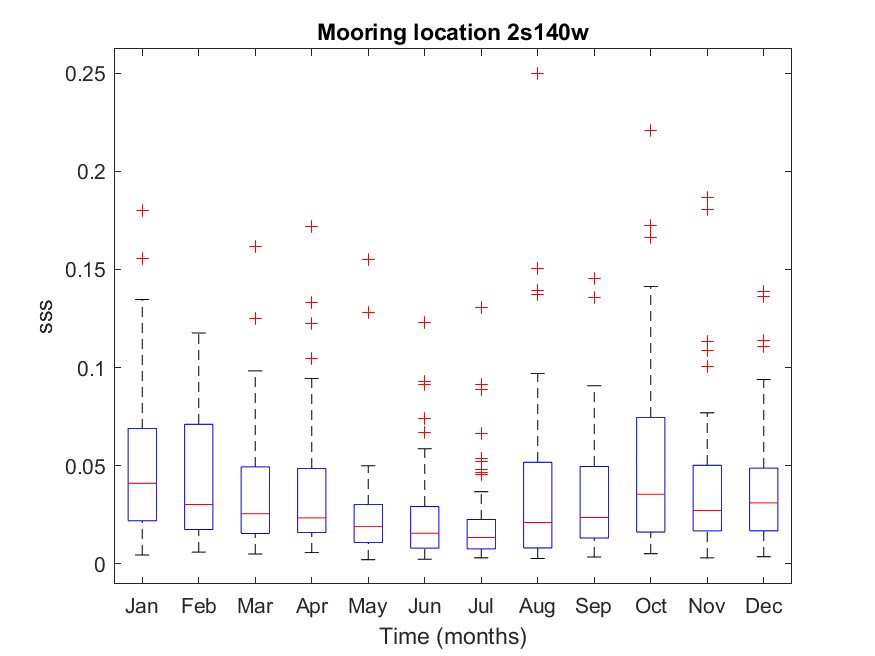 Mooring location 2s140w
0.25
0.2
0.15
0.1
0.05
0
sss
Jan Feb Mar Apr May Jun Jul Aug Sep Oct Nov Dec
Time (months)